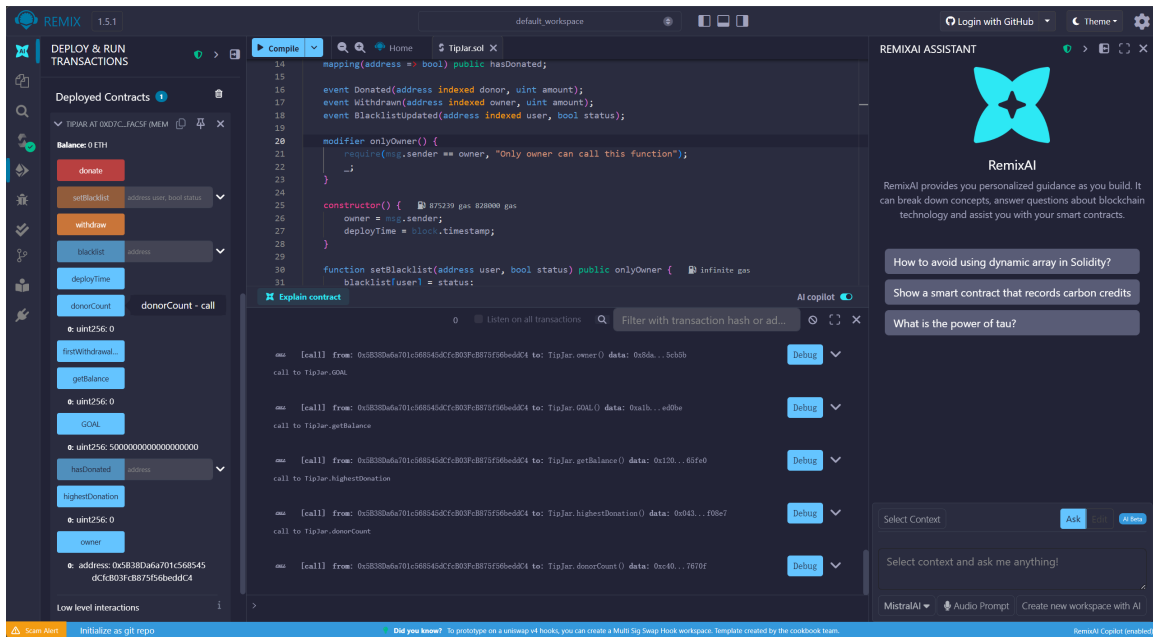 REMIX 1.5.1
default_workspace
Login with GitHub
Theme
DEPLOY & RUN
TRANSACTIONS
Deployed Contracts 1
TIPJAR AT 0XD7C...FAC5F (MEM
Balance: 0 ETH
donate
setBlacklist address user, bool status
withdraw
blacklist address
deployTime
donorCount
donorCount - call
0: uint256: 0
firstWithdrawal...
getBalance
0: uint256: 0
GOAL
0: uint256: 5000000000000000000
hasDonated address
highestDonation
0: uint256: 0
owner
0: address: 0x5B38Da6a701c568545
dCfcB03FcB875f56beddC4
Low level interactions
Compile
Home
TipJar.sol
14 mapping(address => bool) public hasDonated;
15
16 event Donated(address indexed donor, uint amount);
17 event Withdrawn(address indexed owner, uint amount);
18 event BlacklistUpdated(address indexed user, bool status);
19
20 modifier onlyOwner() {
21 require(msg.sender == owner, "Only owner can call this function");
22 _;
23 }
24
25 constructor() { 875239 gas 828000 gas
26 owner = msg.sender;
27 deployTime = block.timestamp;
28 }
29
30 function setBlacklist(address user, bool status) public onlyOwner { infinite gas
31 blacklist[user] = status;
Explain contract
AI copilot
0 Listen on all transactions Filter with transaction hash or ad...
[call] from: 0x5B38Da6a701c568545dCfcB03FcB875f56beddC4 to: TipJar.owner() data: 0x8da...5cb5b
Debug
call to TipJar.GOAL
[call] from: 0x5B38Da6a701c568545dCfcB03FcB875f56beddC4 to: TipJar.GOAL() data: 0xa1b...ed0be
Debug
call to TipJar.getBalance
[call] from: 0x5B38Da6a701c568545dCfcB03FcB875f56beddC4 to: TipJar.getBalance() data: 0x120...65fe0
Debug
call to TipJar.highestDonation
[call] from: 0x5B38Da6a701c568545dCfcB03FcB875f56beddC4 to: TipJar.highestDonation() data: 0x043...f08e7
Debug
call to TipJar.donorCount
[call] from: 0x5B38Da6a701c568545dCfcB03FcB875f56beddC4 to: TipJar.donorCount() data: 0xc40...7670f
Debug
>
REMIXAI ASSISTANT
RemixAI
RemixAI provides you personalized guidance as you build. It
can break down concepts, answer questions about blockchain
technology and assist you with your smart contracts.
How to avoid using dynamic array in Solidity?
Show a smart contract that records carbon credits
What is the power of tau?
Select Context
Ask Edit AI Beta
Select context and ask me anything!
MistralAI Audio Prompt Create new workspace with AI
Scam Alert Initialize as git repo
Did you know? To prototype on a uniswap v4 hooks, you can create a Multi Sig Swap Hook workspace. Template created by the cookbook team.
RemixAI Copilot (enabled)